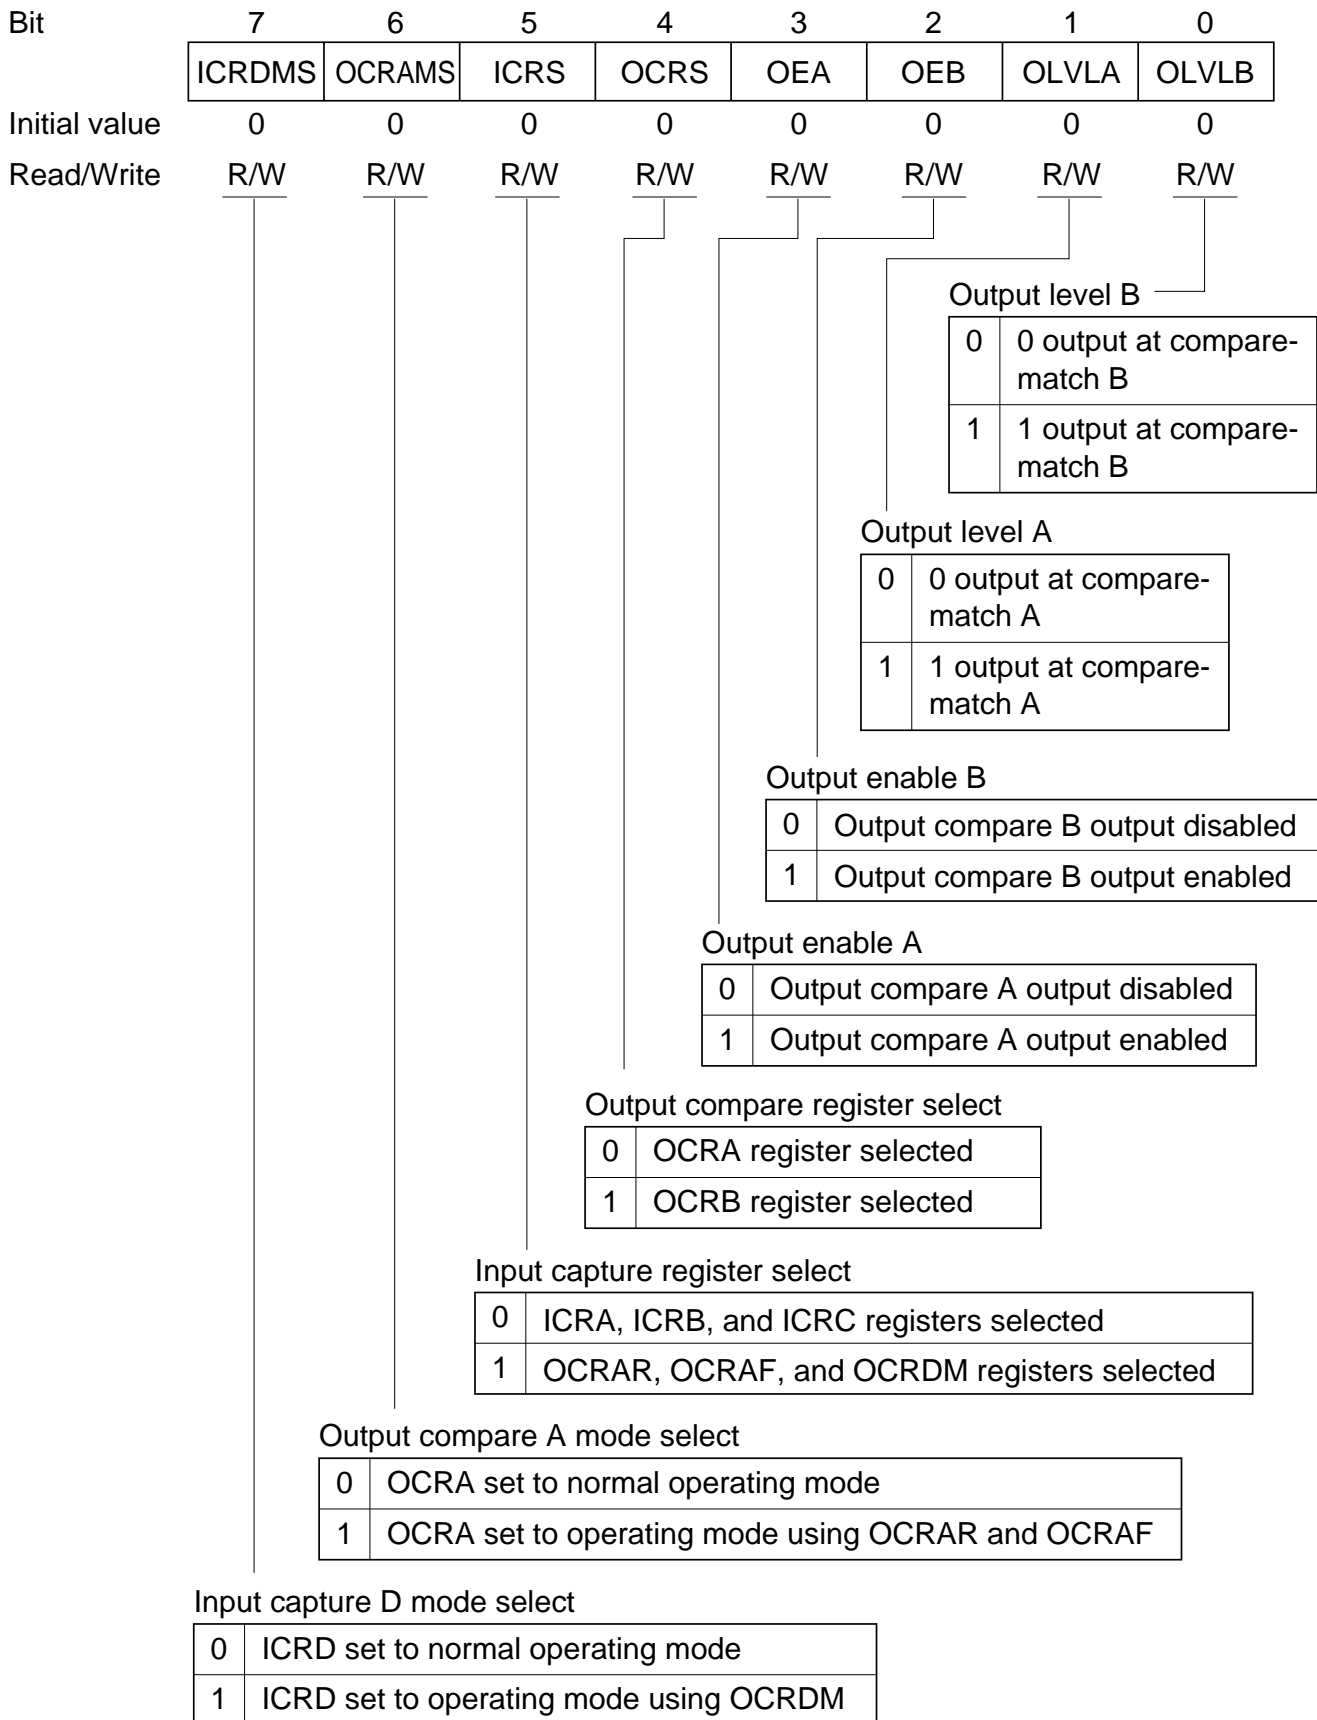 Bit 7 6 5 4 3 2 1 0
ICRDMS OCRAMS ICRS OCRS OEA OEB OLVLA OLVLB
Initial value 0 0 0 0 0 0 0 0
Read/Write R/W R/W R/W R/W R/W R/W R/W R/W
Output level B
0 0 output at compare-
match B
1 1 output at compare-
match B
Output level A
0 0 output at compare-
match A
1 1 output at compare-
match A
Output enable B
0 Output compare B output disabled
1 Output compare B output enabled
Output enable A
0 Output compare A output disabled
1 Output compare A output enabled
Output compare register select
0 OCRA register selected
1 OCRB register selected
Input capture register select
0 ICRA, ICRB, and ICRC registers selected
1 OCRAR, OCRAF, and OCRDM registers selected
Output compare A mode select
0 OCRA set to normal operating mode
1 OCRA set to operating mode using OCRAR and OCRAF
Input capture D mode select
0 ICRD set to normal operating mode
1 ICRD set to operating mode using OCRDM